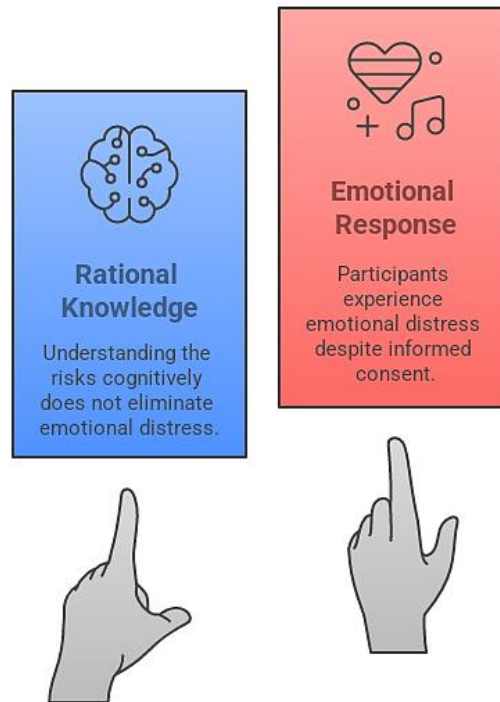 Rational
Knowledge
Understanding the
risks cognitively
does not eliminate
emotional distress.
Emotional
Response
Participants
experience
emotional distress
despite informed
consent.